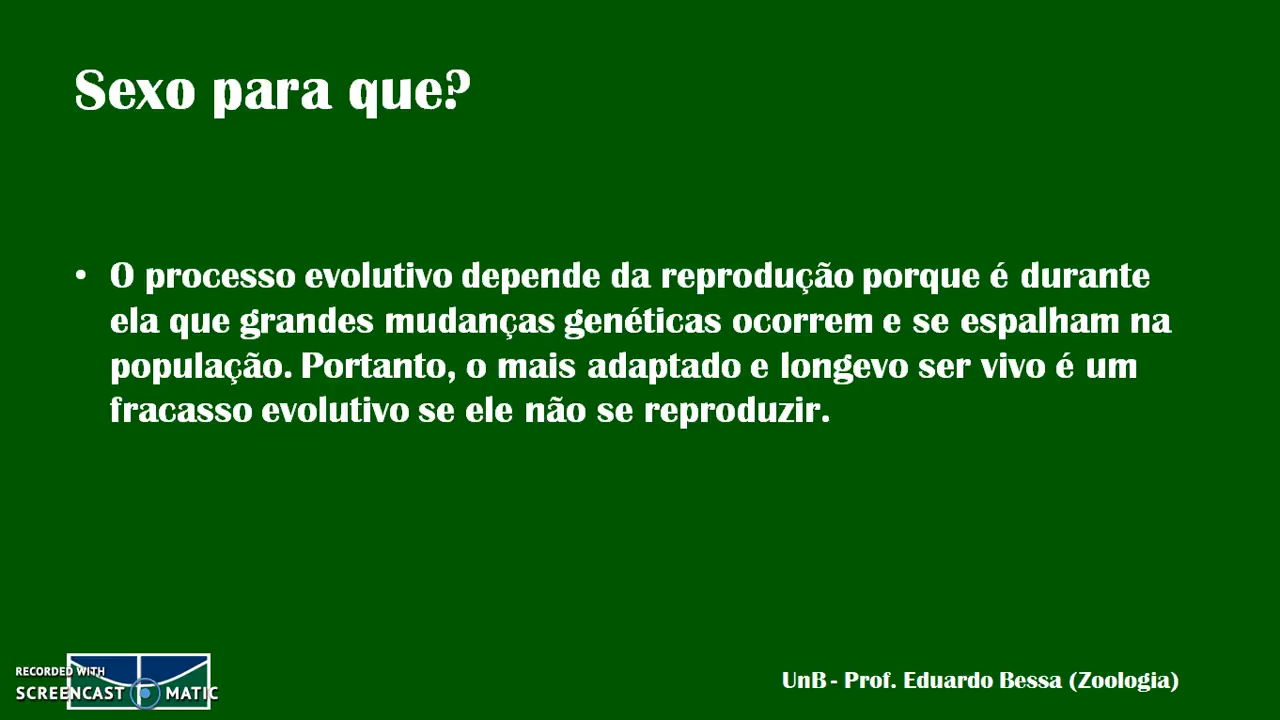 Sexo para que?
• O processo evolutivo depende da reprodução porque é durante
ela que grandes mudanças genéticas ocorrem e se espalham na
população. Portanto, o mais adaptado e longevo ser vivo é um
fracasso evolutivo se ele não se reproduzir.
RECORDED WITH
SCREENCAST MATIC
UnB - Prof. Eduardo Bessa (Zoologia)